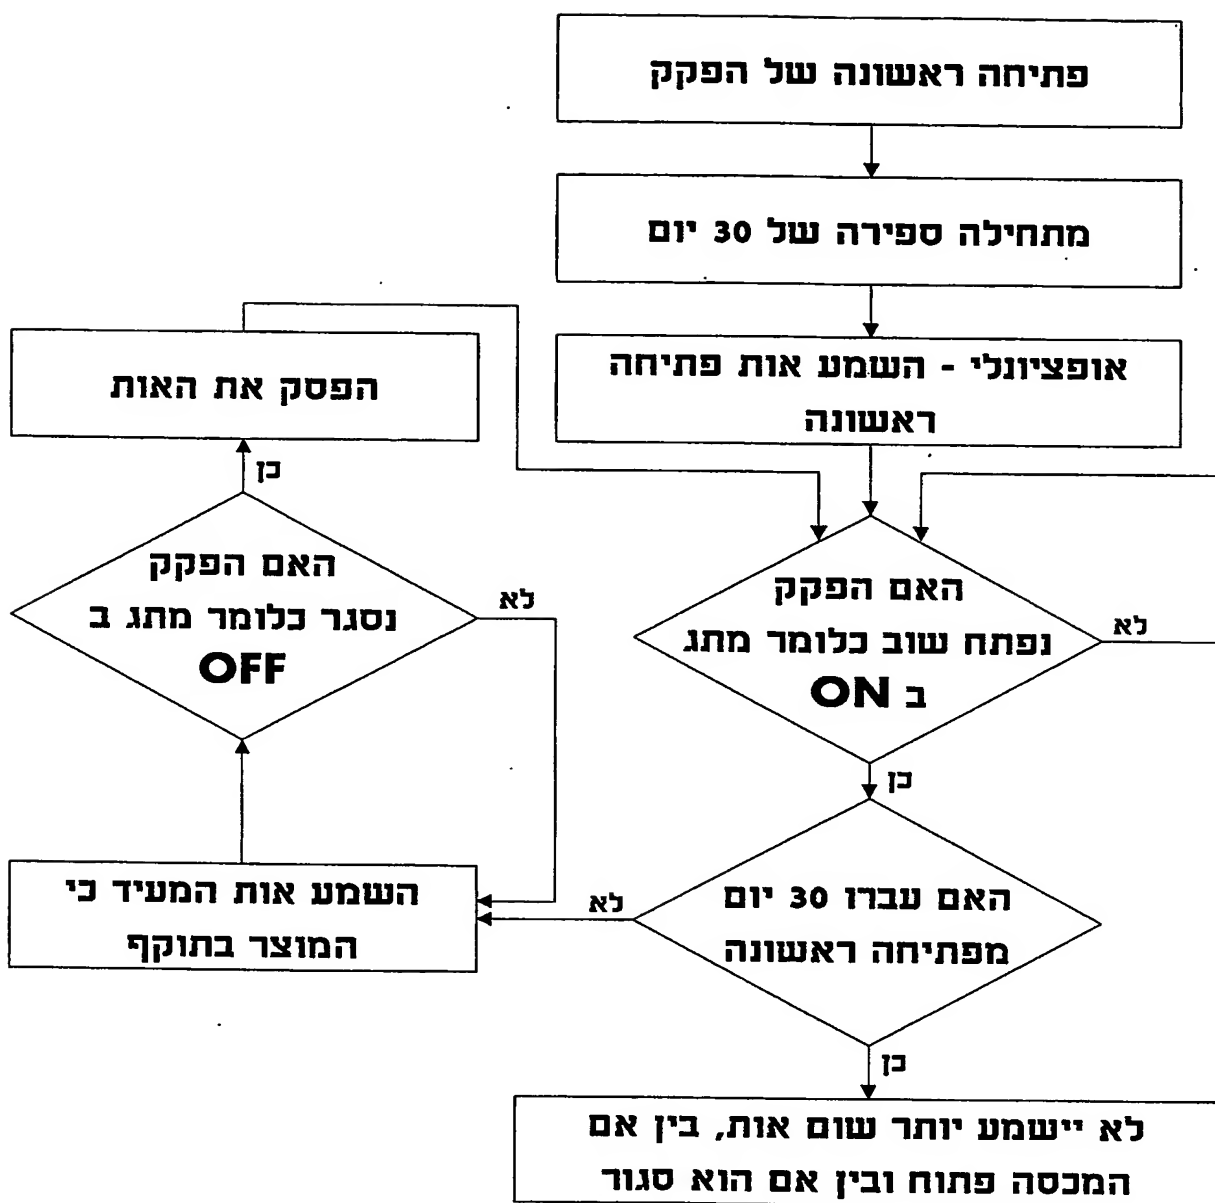 פתיחה ראשונה של הפקק
מתחילה ספירה של 30 יום
אופציונלי - השמע אות פתיחה
ראשונה
האם הפקק
נפתח שוב כלומר מתג
ב ON
לא
כן
האם עברו 30 יום
מפתיחה ראשונה
לא
כן
לא יישמע יותר שום אות, בין אם
המכסה פתוח ובין אם הוא סגור
השמע אות המעיד כי
המוצר בתוקף
האם הפקק
נסגר כלומר מתג ב
OFF
לא
כן
הפסק את האות